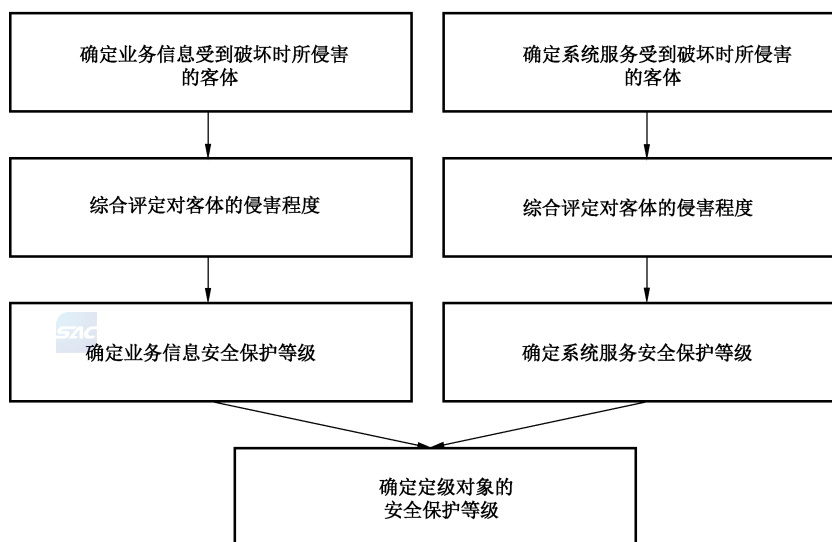 确定业务信息受到破坏时所侵害
的客体
确定系统服务受到破坏时所侵害
的客体
综合评定对客体的侵害程度
综合评定对客体的侵害程度
SAC
确定业务信息安全保护等级
确定系统服务安全保护等级
确定定级对象的
安全保护等级